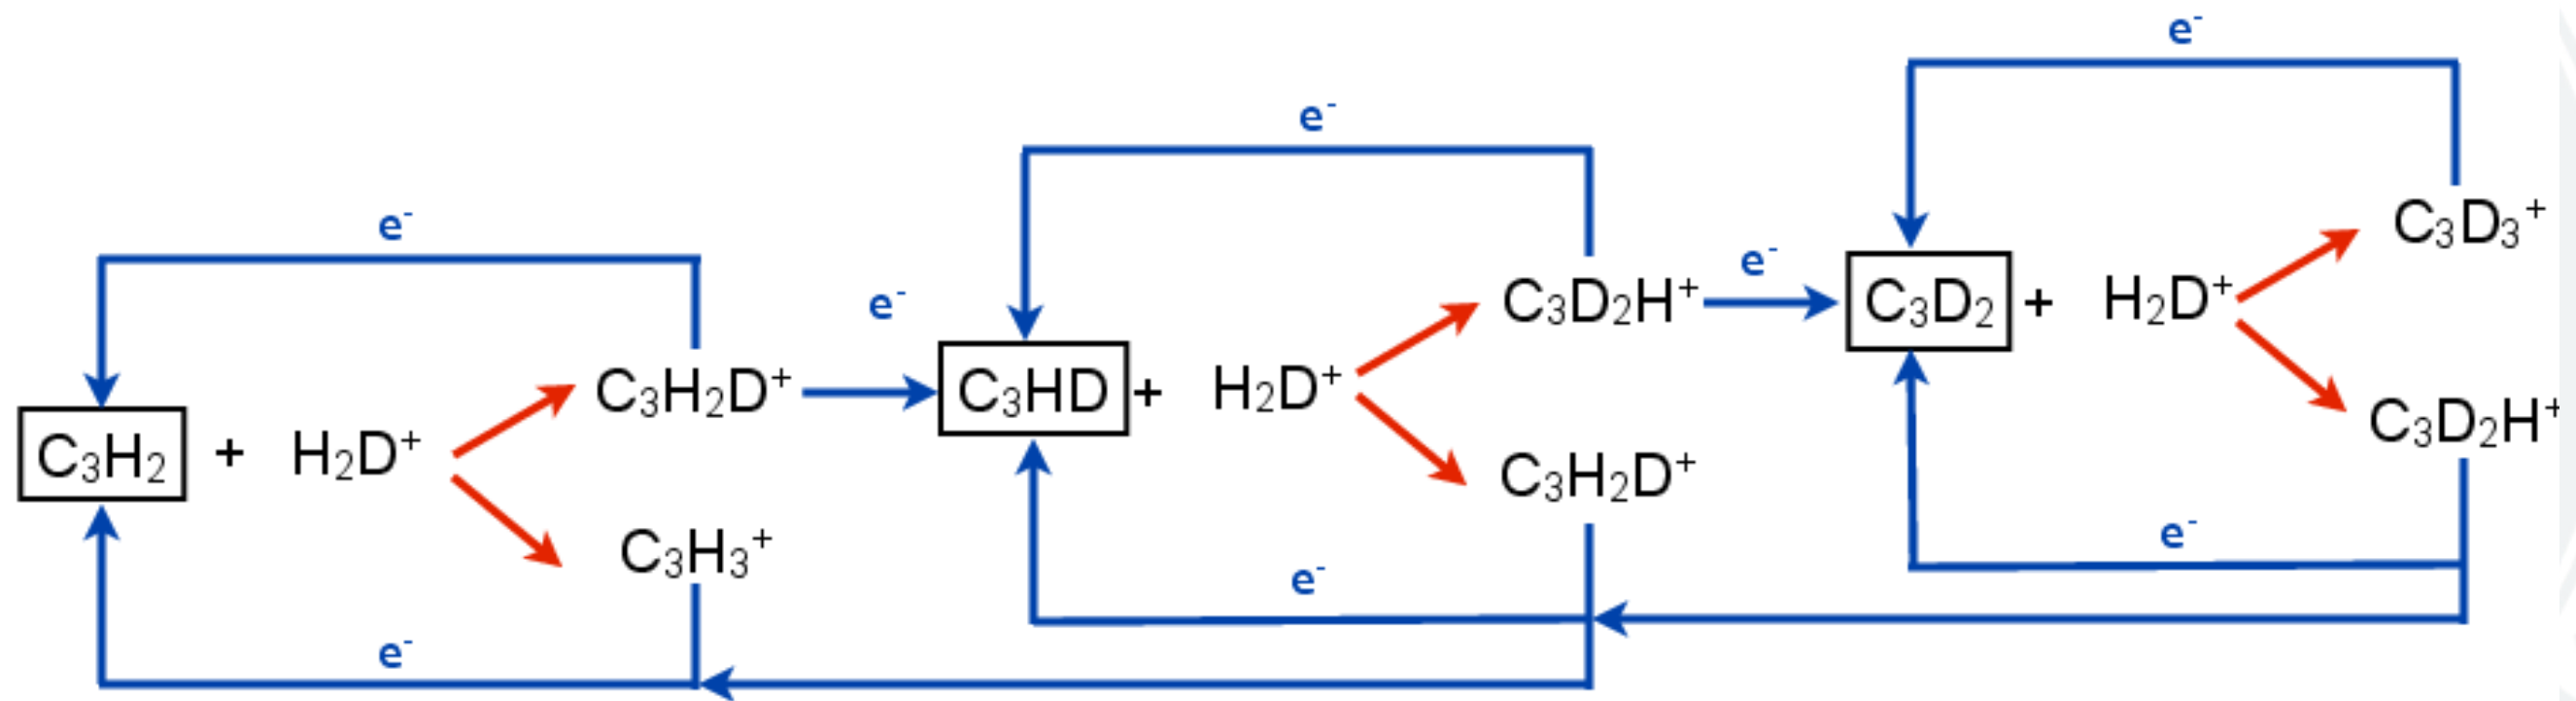 e⁻
e⁻
e⁻
e⁻
e⁻
C₃H₂ + H₂D⁺
C₃H₂D⁺
C₃H₃⁺
e⁻
C₃HD + H₂D⁺
C₃D₂H⁺
C₃H₂D⁺
e⁻
C₃D₂ + H₂D⁺
C₃D₃⁺
C₃D₂H⁺
e⁻